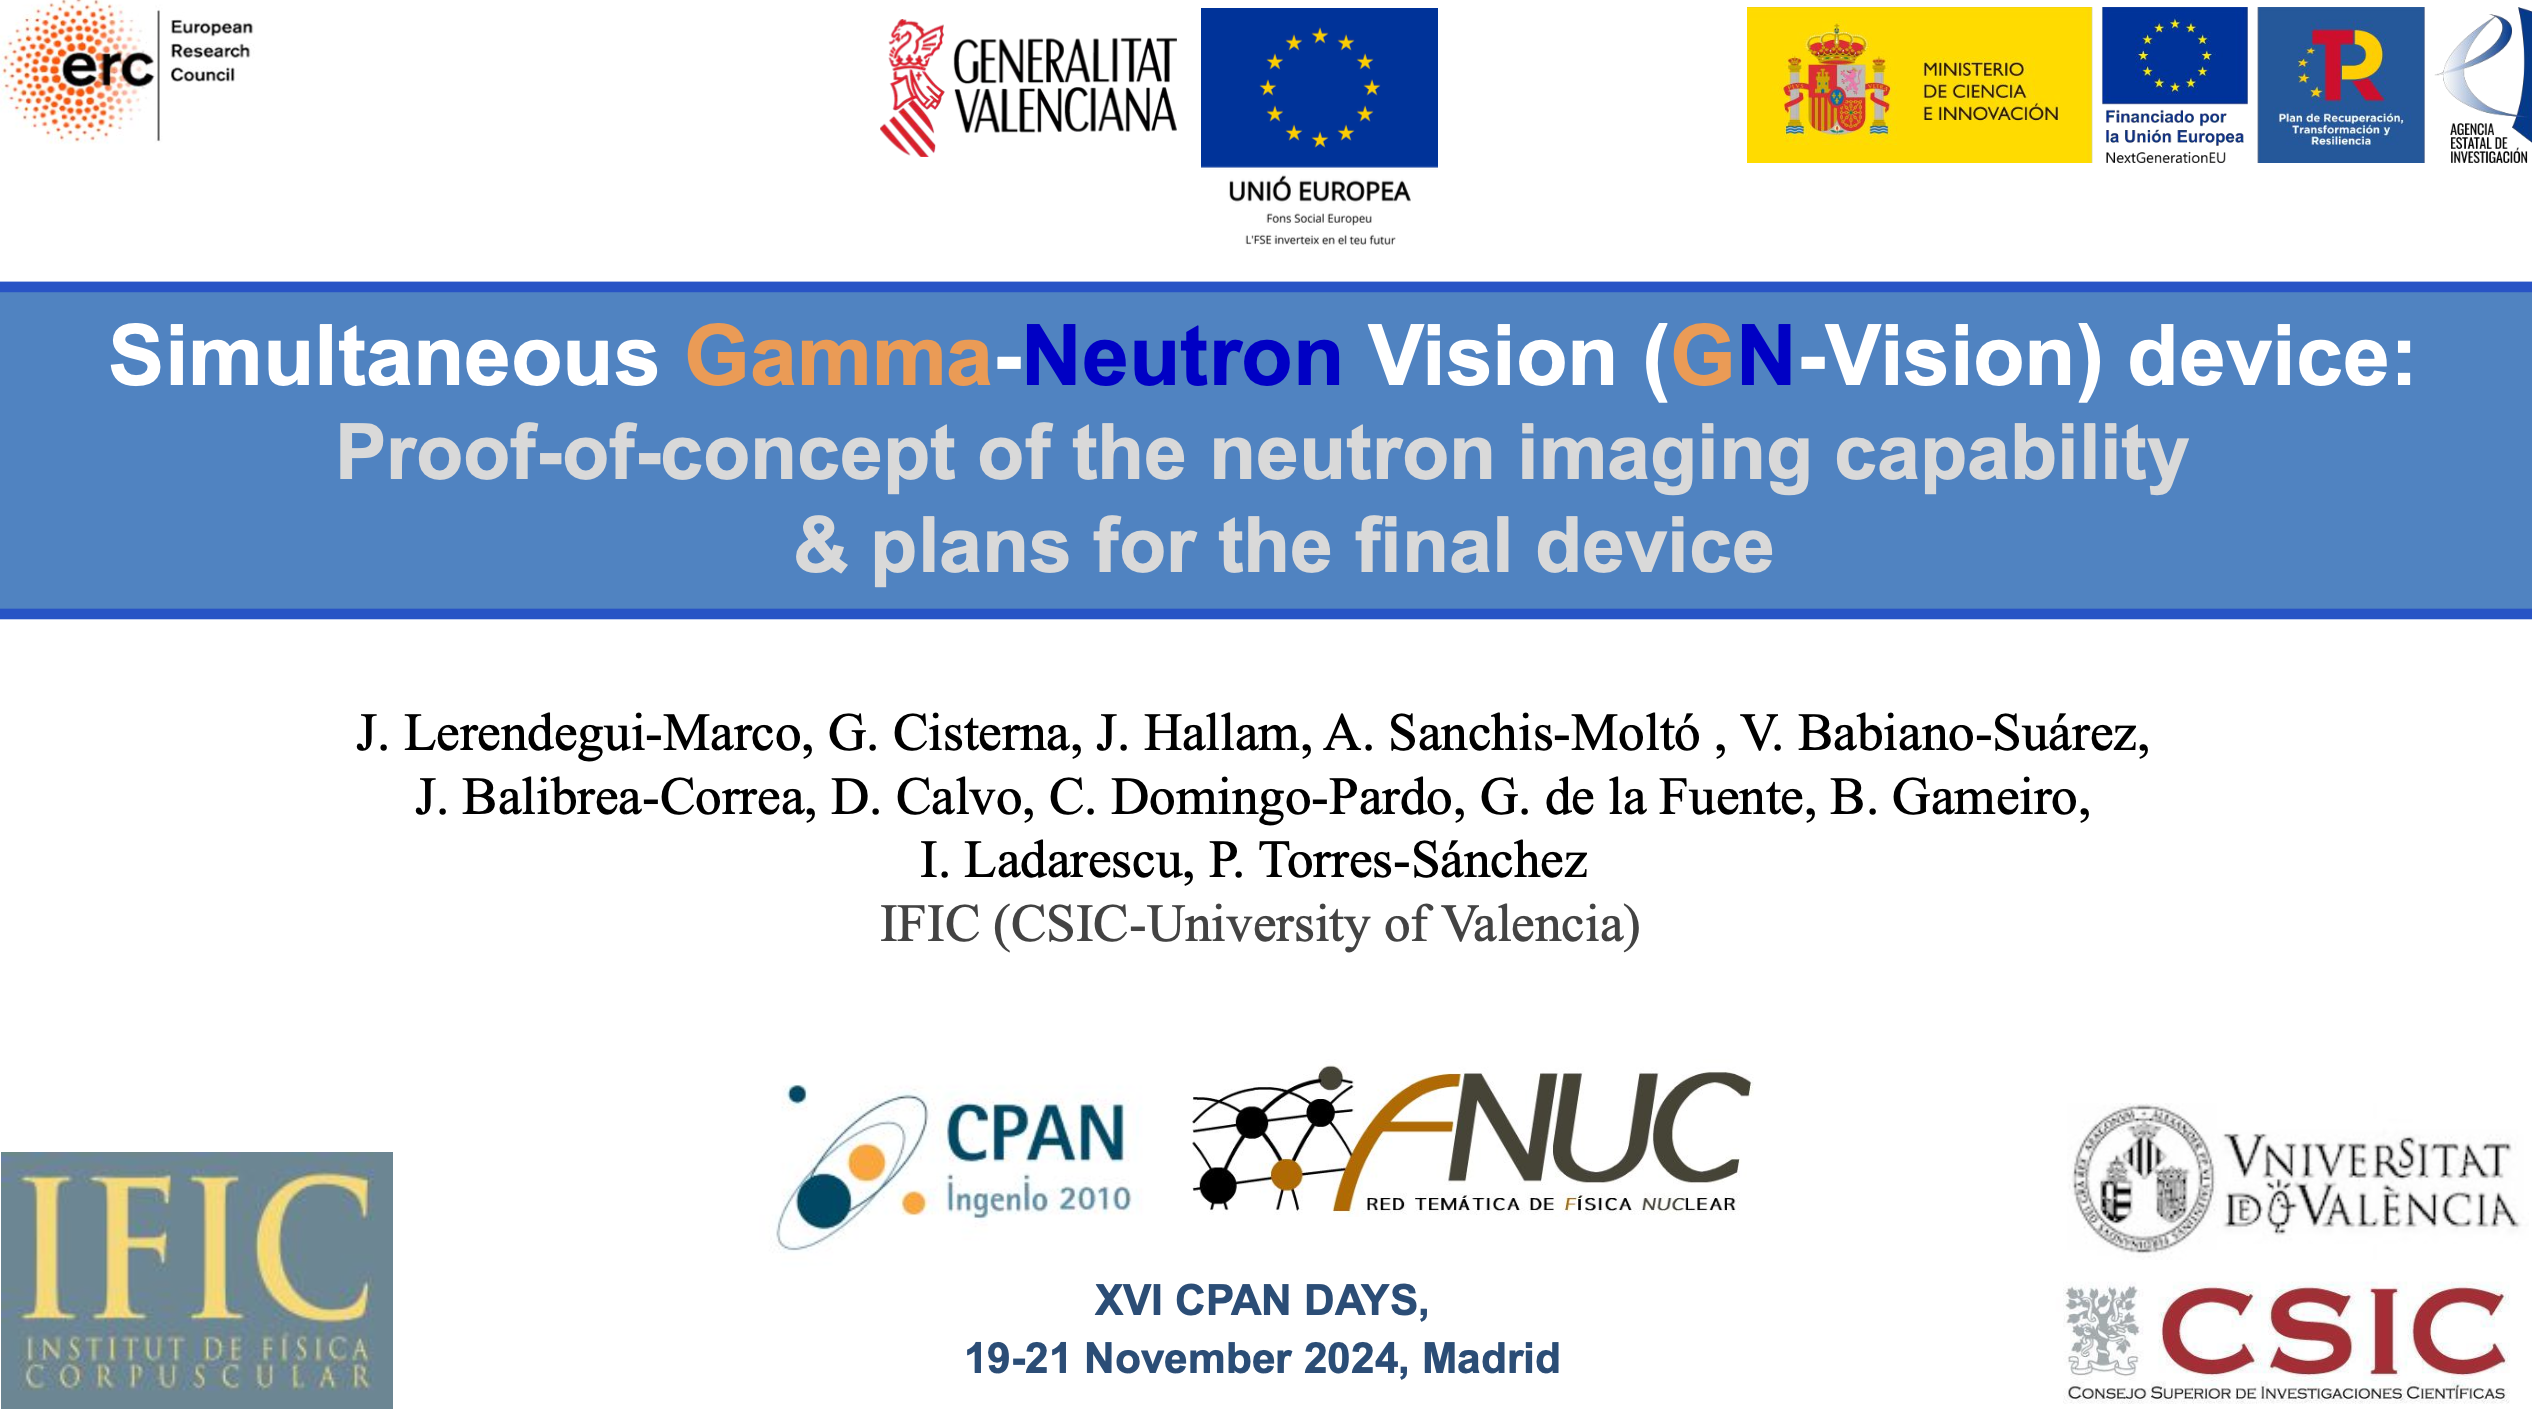 erc
European
Research
Council
GENERALITAT
VALENCIANA
UNIÓ EUROPEA
Fons Social Europeu
L'FSE inverteix en el teu futur
MINISTERIO
DE CIENCIA
E INNOVACIÓN
Financiado por
la Unión Europea
NextGenerationEU
Plan de Recuperación,
Transformación y
Resiliencia
AGENCIA
ESTATAL DE
INVESTIGACIÓN
Simultaneous Gamma-Neutron Vision (GN-Vision) device:
Proof-of-concept of the neutron imaging capability
& plans for the final device
J. Lerendegui-Marco, G. Cisterna, J. Hallam, A. Sanchis-Moltó , V. Babiano-Suárez,
J. Balibrea-Correa, D. Calvo, C. Domingo-Pardo, G. de la Fuente, B. Gameiro,
I. Ladarescu, P. Torres-Sánchez
IFIC (CSIC-University of Valencia)
IFIC
INSTITUT DE FÍSICA
CORPUSCULAR
CPAN
ingenio 2010
FNUC
RED TEMÁTICA DE FÍSICA NUCLEAR
XVI CPAN DAYS,
19-21 November 2024, Madrid
VNIVERSITAT
DE VALÈNCIA
CSIC
CONSEJO SUPERIOR DE INVESTIGACIONES CIENTÍFICAS